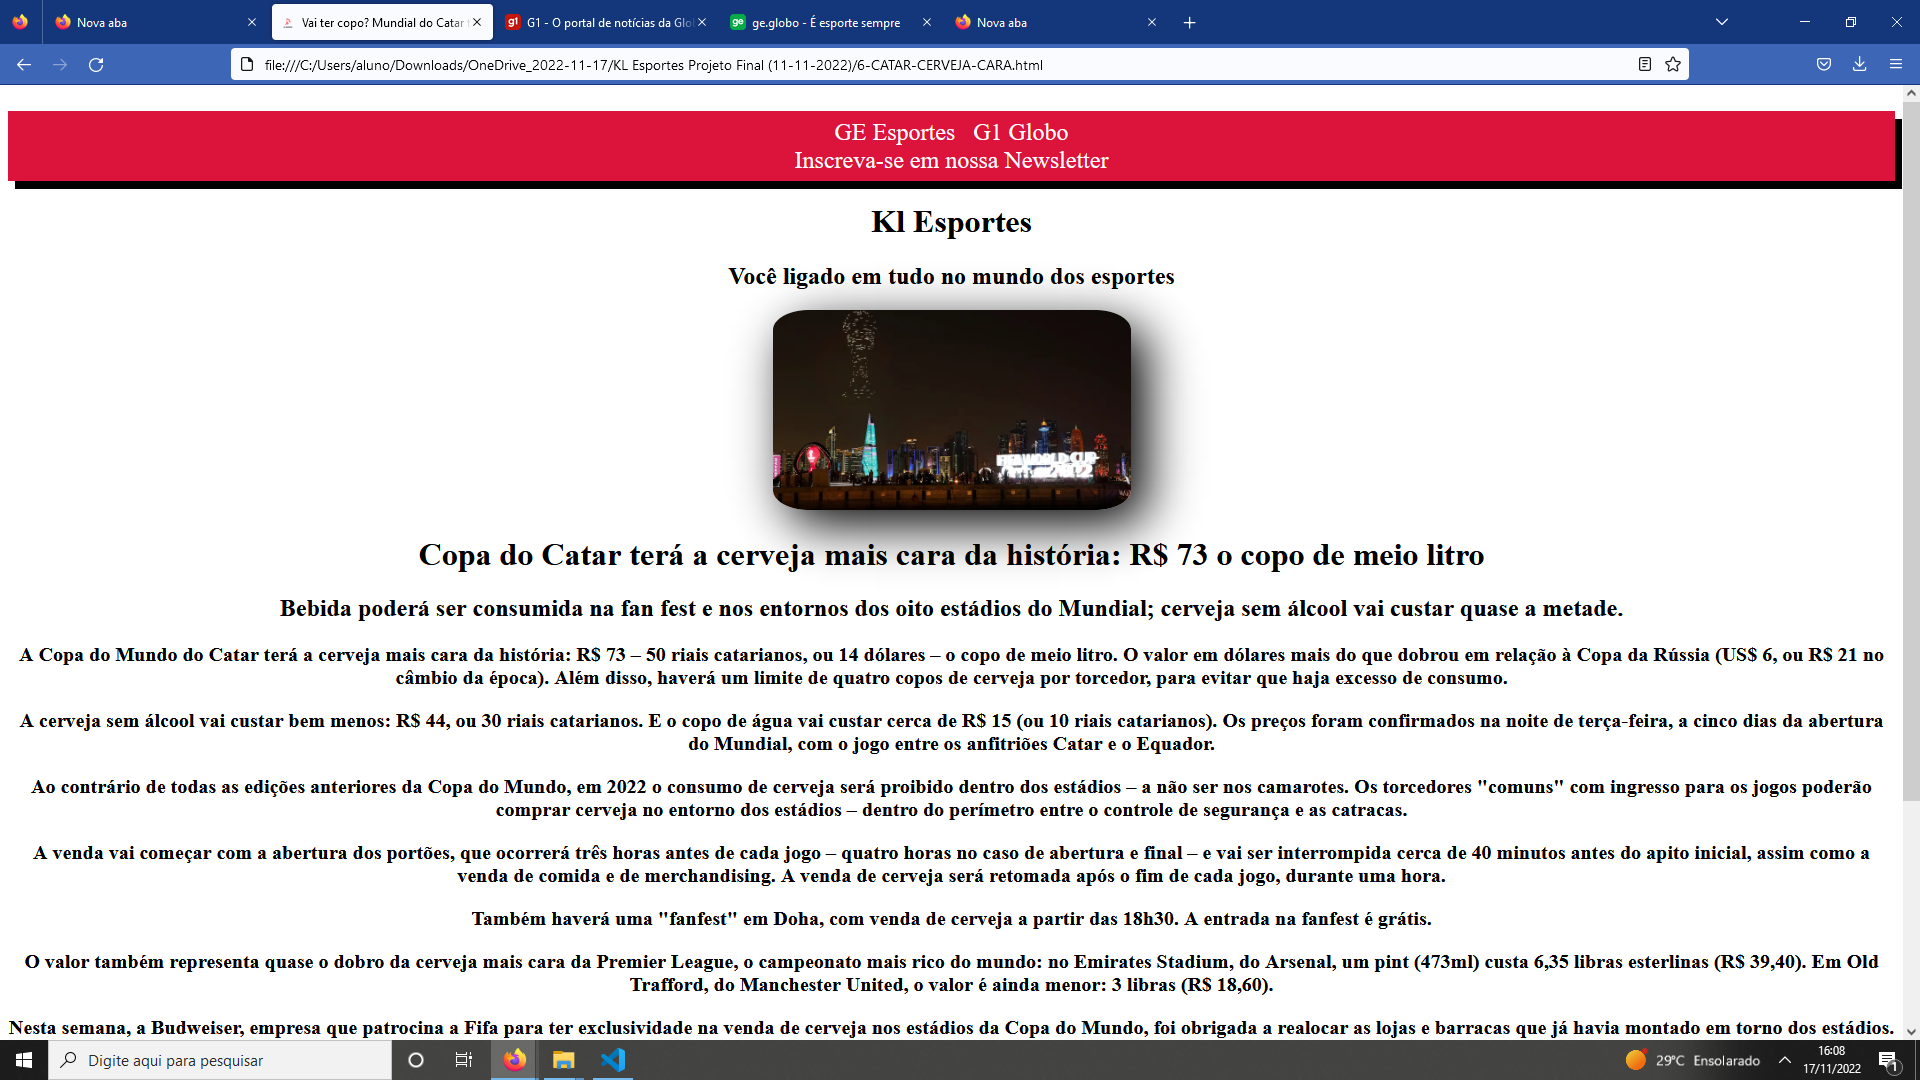 Nova aba
Vai ter copo? Mundial do Catar
G1 - O portal de notícias da Glo
ge.globo - É esporte sempre
Nova aba
file:///C:/Users/aluno/Downloads/OneDrive_2022-11-17/KL Esportes Projeto Final (11-11-2022)/6-CATAR-CERVEJA-CARA.html
GE Esportes G1 Globo
Inscreva-se em nossa Newsletter
Kl Esportes
Você ligado em tudo no mundo dos esportes
FIFA WORLD CUP
Copa do Catar terá a cerveja mais cara da história: R$ 73 o copo de meio litro
Bebida poderá ser consumida na fan fest e nos entornos dos oito estádios do Mundial; cerveja sem álcool vai custar quase a metade.
A Copa do Mundo do Catar terá a cerveja mais cara da história: R$ 73 – 50 riais catarianos, ou 14 dólares – o copo de meio litro. O valor em dólares mais do que dobrou em relação à Copa da Rússia (US$ 6, ou R$ 21 no
câmbio da época). Além disso, haverá um limite de quatro copos de cerveja por torcedor, para evitar que haja excesso de consumo.
A cerveja sem álcool vai custar bem menos: R$ 44, ou 30 riais catarianos. E o copo de água vai custar cerca de R$ 15 (ou 10 riais catarianos). Os preços foram confirmados na noite de terça-feira, a cinco dias da abertura
do Mundial, com o jogo entre os anfitriões Catar e o Equador.
Ao contrário de todas as edições anteriores da Copa do Mundo, em 2022 o consumo de cerveja será proibido dentro dos estádios – a não ser nos camarotes. Os torcedores "comuns" com ingresso para os jogos poderão
comprar cerveja no entorno dos estádios – dentro do perímetro entre o controle de segurança e as catracas.
A venda vai começar com a abertura dos portões, que ocorrerá três horas antes de cada jogo – quatro horas no caso de abertura e final – e vai ser interrompida cerca de 40 minutos antes do apito inicial, assim como a
venda de comida e de merchandising. A venda de cerveja será retomada após o fim de cada jogo, durante uma hora.
Também haverá uma "fanfest" em Doha, com venda de cerveja a partir das 18h30. A entrada na fanfest é grátis.
O valor também representa quase o dobro da cerveja mais cara da Premier League, o campeonato mais rico do mundo: no Emirates Stadium, do Arsenal, um pint (473ml) custa 6,35 libras esterlinas (R$ 39,40). Em Old
Trafford, do Manchester United, o valor é ainda menor: 3 libras (R$ 18,60).
Nesta semana, a Budweiser, empresa que patrocina a Fifa para ter exclusividade na venda de cerveja nos estádios da Copa do Mundo, foi obrigada a realocar as lojas e barracas que já havia montado em torno dos estádios.
Digite aqui para pesquisar
29°C Ensolarado
16:08
17/11/2022
1